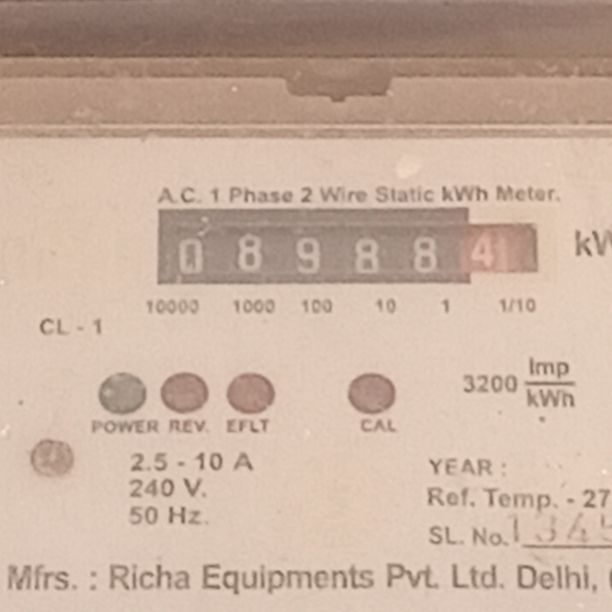 A.C. 1 Phase 2 Wire Static kWh Meter.
0 8 9 8 8 4
10000 1000 100 10 1 1/10
CL - 1
3200 Imp
kWh
POWER REV. EFLT CAL
2.5 - 10 A
240 V.
50 Hz.
YEAR :
Ref. Temp. - 27
SL. No.
Mfrs. : Richa Equipments Pvt. Ltd. Delhi,